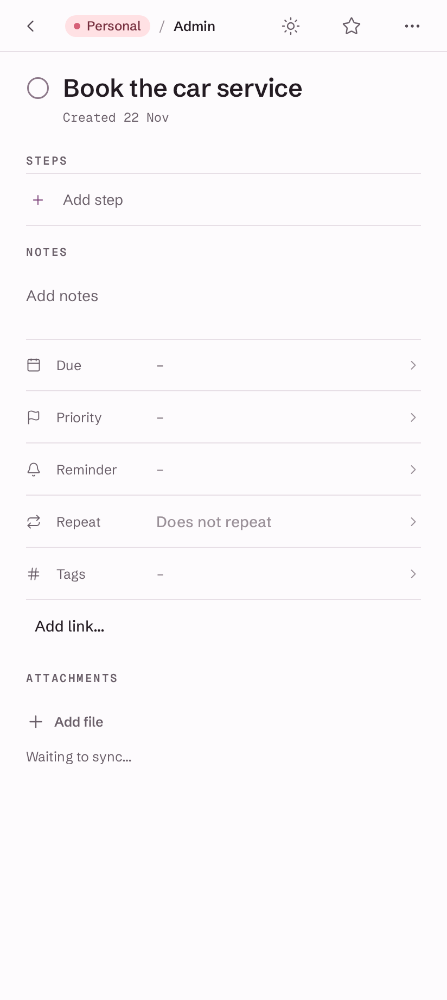 Personal / Admin
Book the car service
Created 22 Nov
STEPS
+ Add step
NOTES
Add notes
Due –
Priority –
Reminder –
Repeat Does not repeat
Tags –
Add link...
ATTACHMENTS
+ Add file
Waiting to sync...